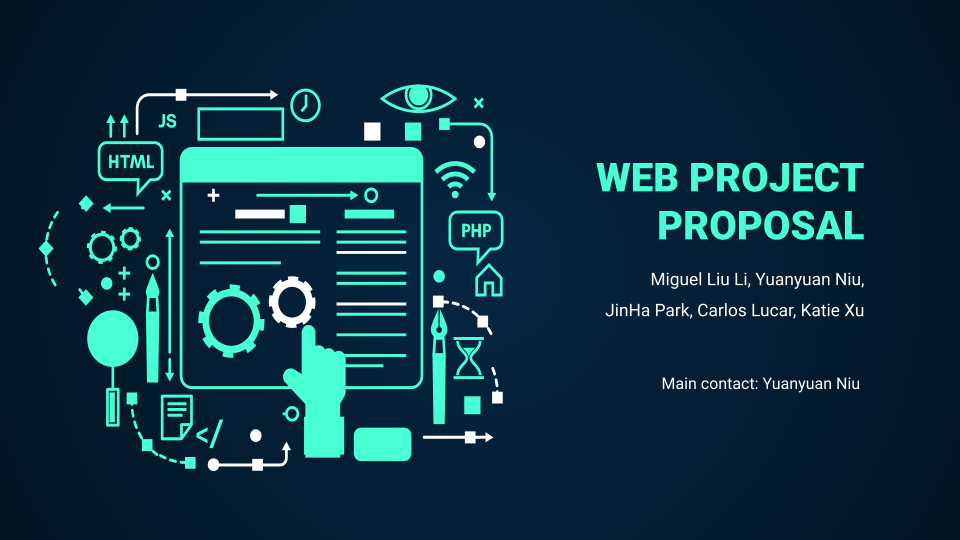 JS
HTML
PHP
</>
WEB PROJECT
PROPOSAL
Miguel Liu Li, Yuanyuan Niu,
JinHa Park, Carlos Lucar, Katie Xu
Main contact: Yuanyuan Niu